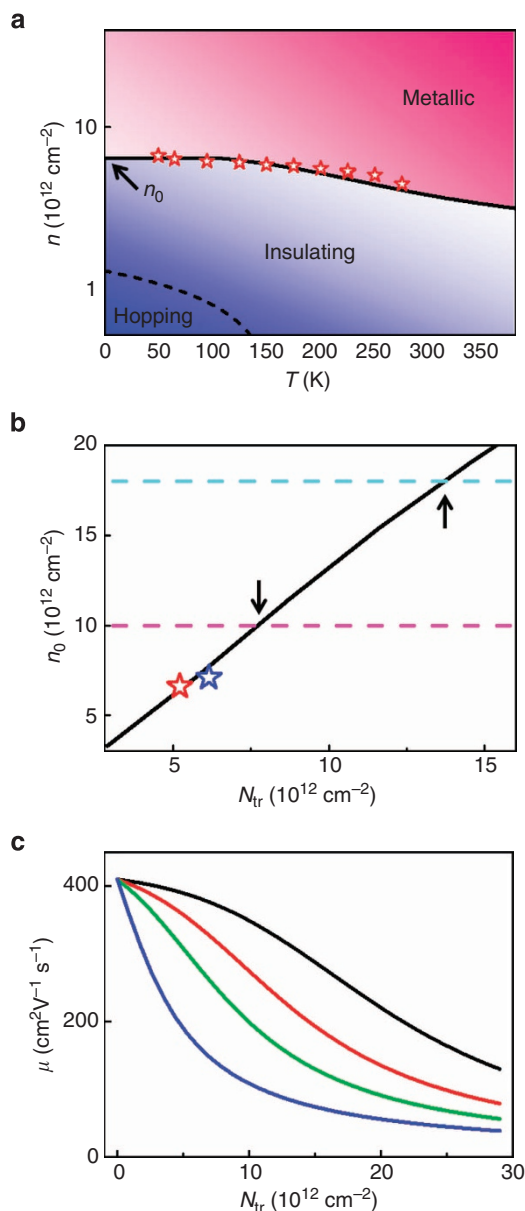 a
Metallic
10
n₀
n (10¹² cm⁻²)
Insulating
1
Hopping
0 50 100 150 200 250 300 350
T (K)
b
20
15
n₀ (10¹² cm⁻²)
10
5
5 10 15
Nₜᵣ (10¹² cm⁻²)
c
400
μ (cm²V⁻¹ s⁻¹)
200
0
0 10 20 30
Nₜᵣ (10¹² cm⁻²)